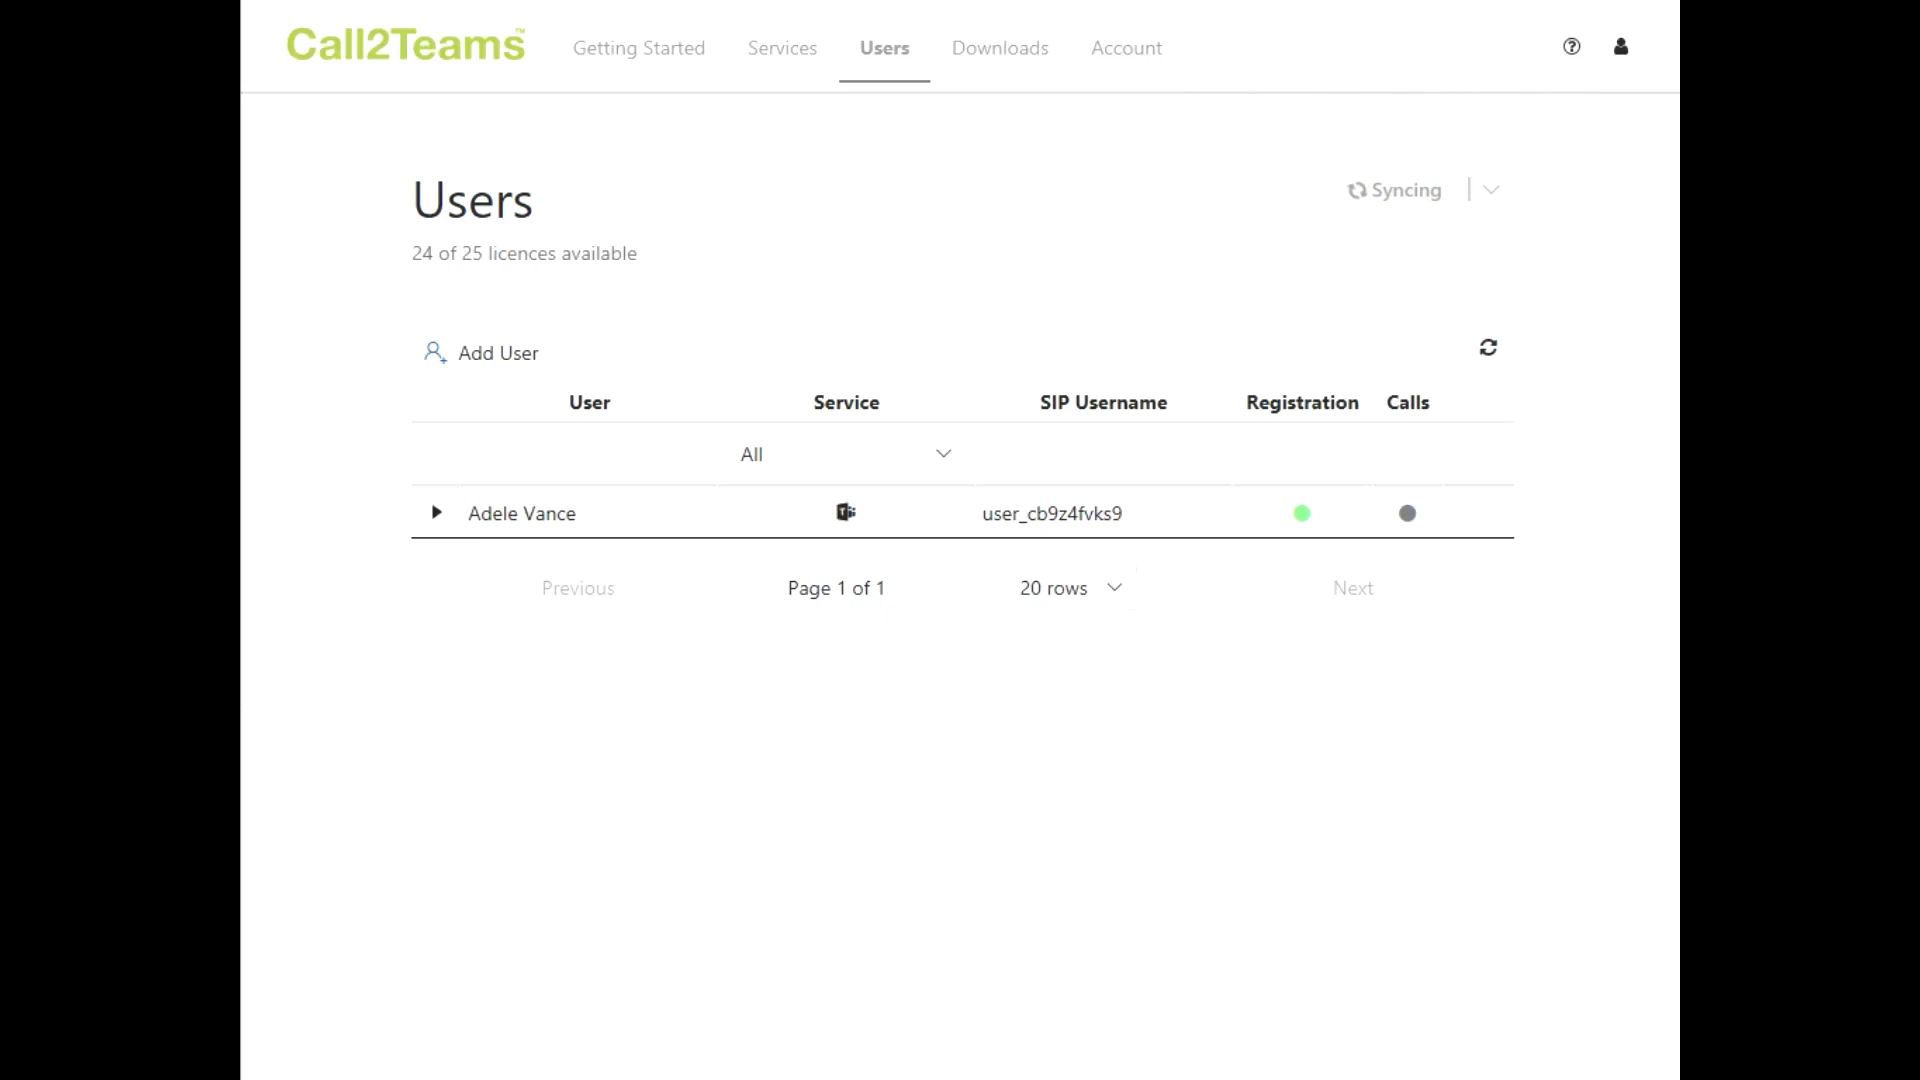 Call2Teams™ Getting Started Services Users Downloads Account
Users
Syncing
24 of 25 licences available
Add User
User Service SIP Username Registration Calls
All
Adele Vance user_cb9z4fvks9
Previous Page 1 of 1 20 rows Next